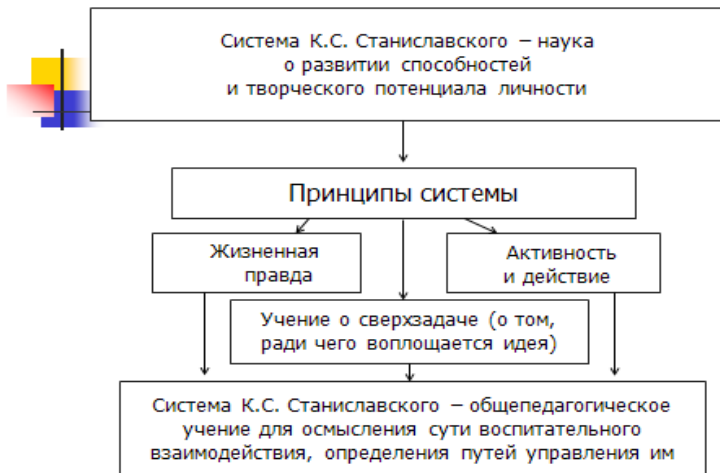 Система К.С. Станиславского – наука
о развитии способностей
и творческого потенциала личности
Принципы системы
Жизненная
правда
Активность
и действие
Учение о сверхзадаче (о том,
ради чего воплощается идея)
Система К.С. Станиславского – общепедагогическое
учение для осмысления сути воспитательного
взаимодействия, определения путей управления им